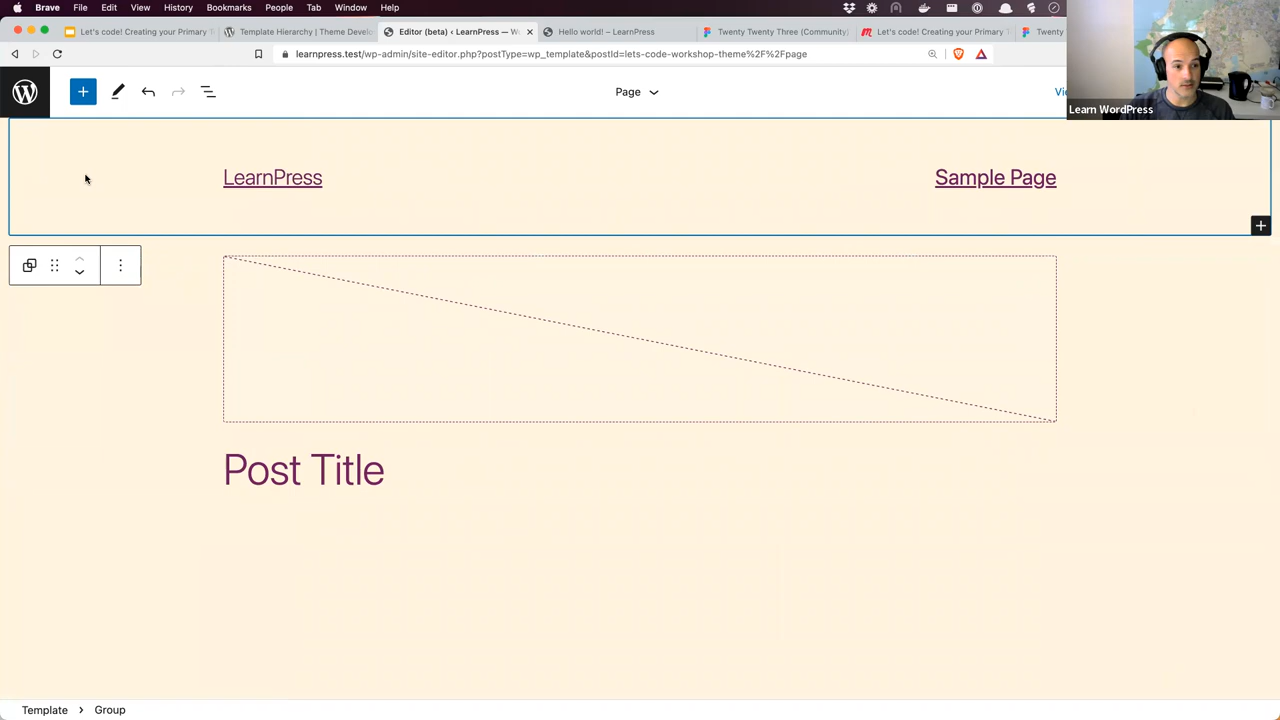 Brave File Edit View History Bookmarks People Tab Window Help
Let's code! Creating your Primary T
Template Hierarchy | Theme Develo
Editor (beta) ‹ LearnPress — Wo
Hello world! – LearnPress
Twenty Twenty Three (Community)
Let's code! Creating your Primary T
Twenty
learnpress.test/wp-admin/site-editor.php?postType=wp_template&postId=lets-code-workshop-theme%2F%2Fpage
Page
Vi
Learn WordPress
LearnPress
Sample Page
Post Title
Template > Group